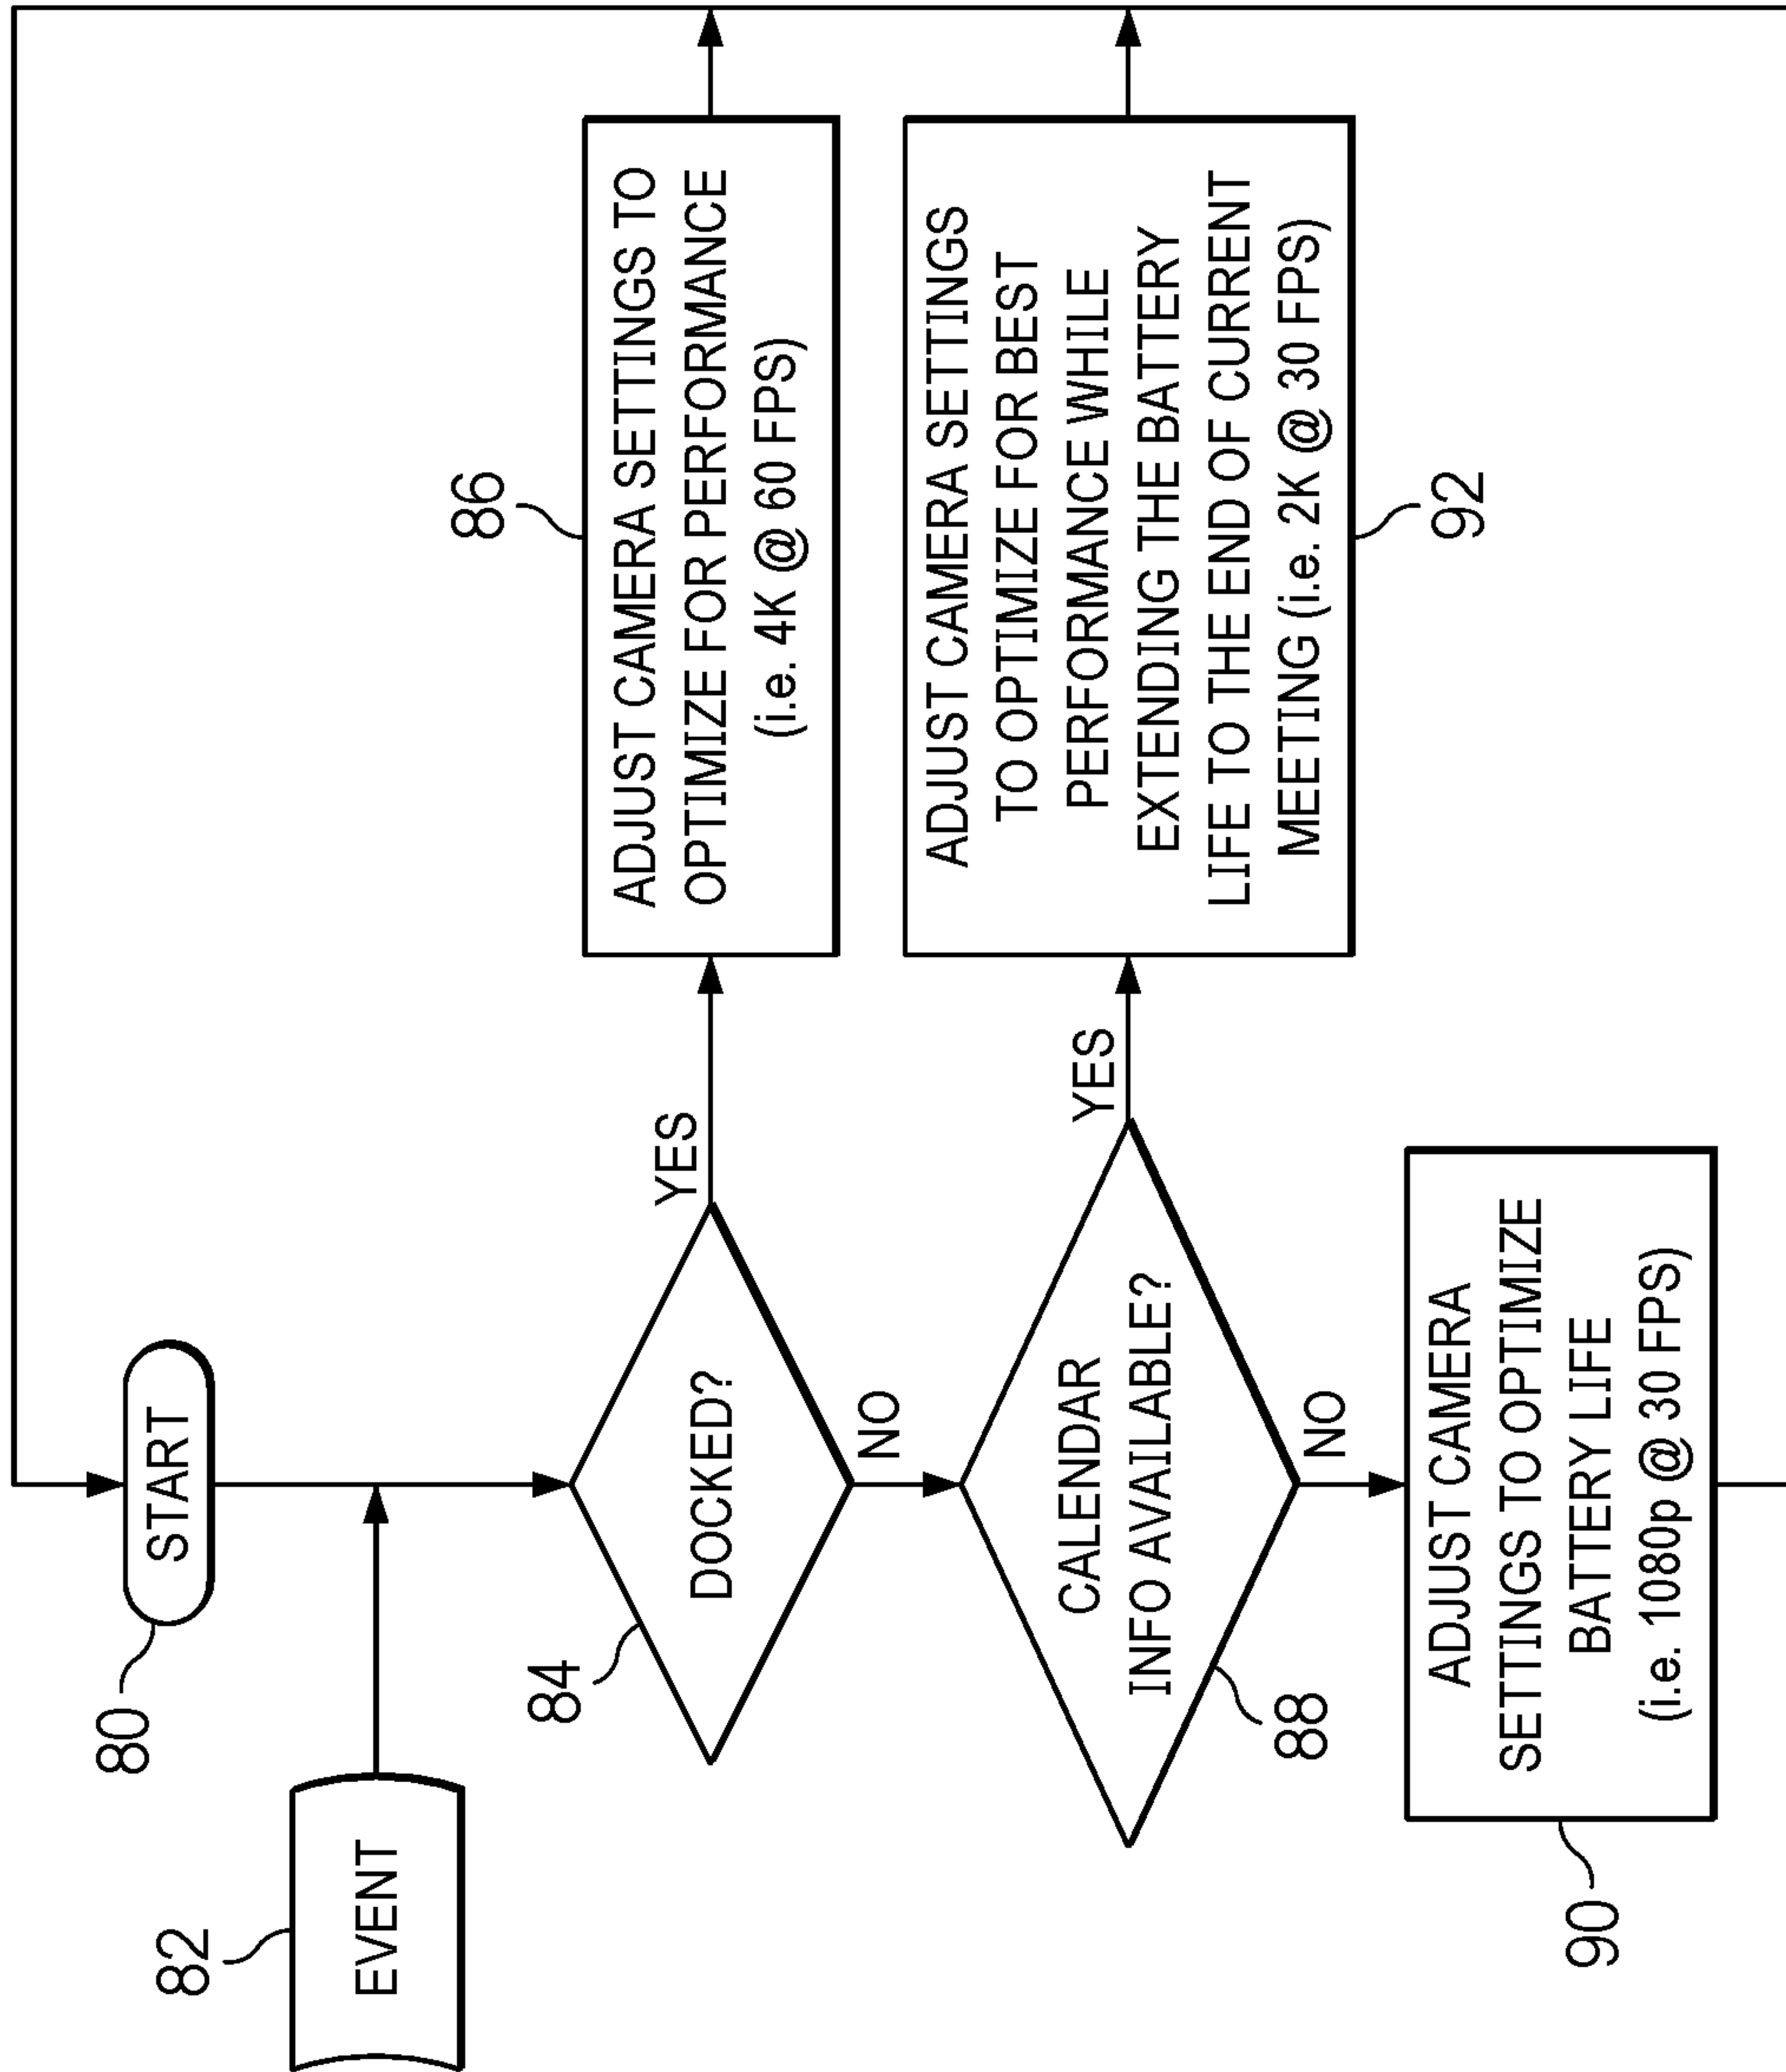 80
START
82
EVENT
84
DOCKED?
YES
86
ADJUST CAMERA SETTINGS TO
OPTIMIZE FOR PERFORMANCE
(i.e. 4K @ 60 FPS)
NO
88
CALENDAR
INFO AVAILABLE?
YES
ADJUST CAMERA SETTINGS
TO OPTIMIZE FOR BEST
PERFORMANCE WHILE
EXTENDING THE BATTERY
LIFE TO THE END OF CURRENT
MEETING (i.e. 2K @ 30 FPS)
92
NO
90
ADJUST CAMERA
SETTINGS TO OPTIMIZE
BATTERY LIFE
(i.e. 1080p @ 30 FPS)